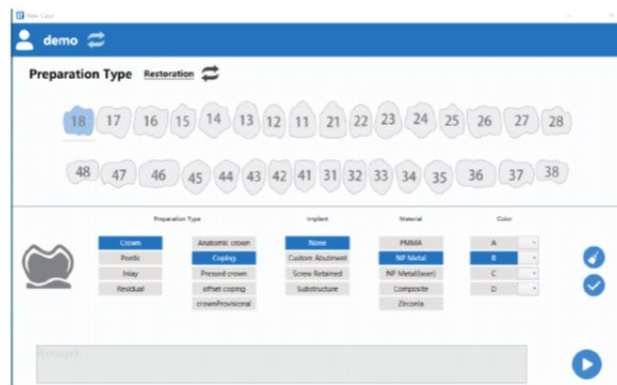 New Case
demo
Preparation Type Restoration
18 17 16 15 14 13 12 11 21 22 23 24 25 26 27 28
48 47 46 45 44 43 42 41 31 32 33 34 35 36 37 38
Preparation Type Implant Material Color
Crown Anatomic crown None PMMA A
Pontic Coping Custom Abutment NP Metal B
Inlay Pressed crown Screw Retained NP Metal(laser) C
Residual offset coping Substructure Composite D
crownProvisional Zirconia
Remark